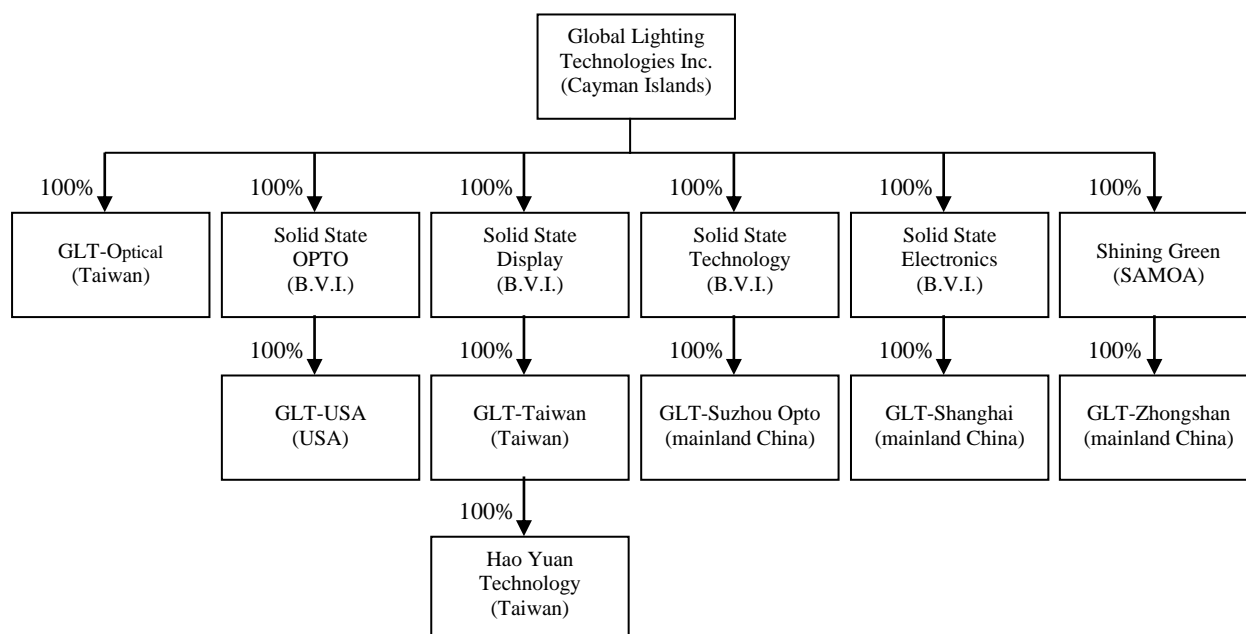 Global Lighting
Technologies Inc.
(Cayman Islands)
100%
100%
100%
100%
100%
100%
GLT-Optical
(Taiwan)
Solid State
OPTO
(B.V.I.)
Solid State
Display
(B.V.I.)
Solid State
Technology
(B.V.I.)
Solid State
Electronics
(B.V.I.)
Shining Green
(SAMOA)
100%
100%
100%
100%
100%
GLT-USA
(USA)
GLT-Taiwan
(Taiwan)
GLT-Suzhou Opto
(mainland China)
GLT-Shanghai
(mainland China)
GLT-Zhongshan
(mainland China)
100%
Hao Yuan
Technology
(Taiwan)